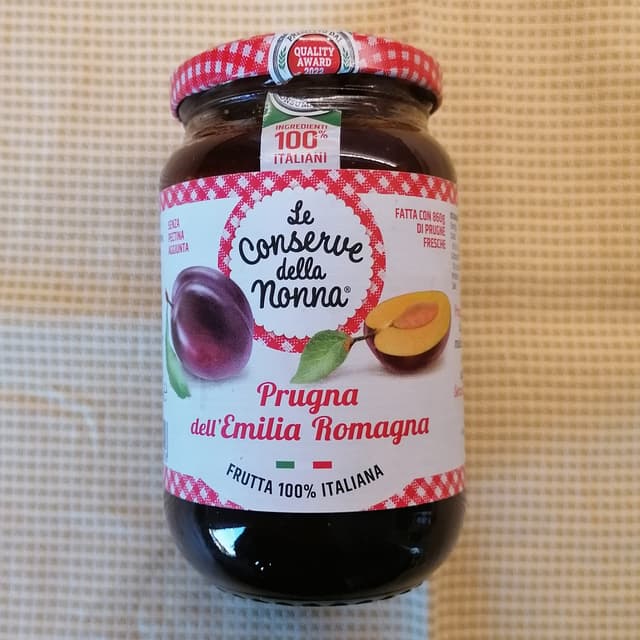 QUALITY
AWARD
2022
INGREDIENTI
100%
ITALIANI
SENZA
PECTINA
AGGIUNTA
Le
Conserve
della
Nonna®
FATTA CON 860g
DI PRUGNE
FRESCHE
Prugna
dell'Emilia Romagna
FRUTTA 100% ITALIANA